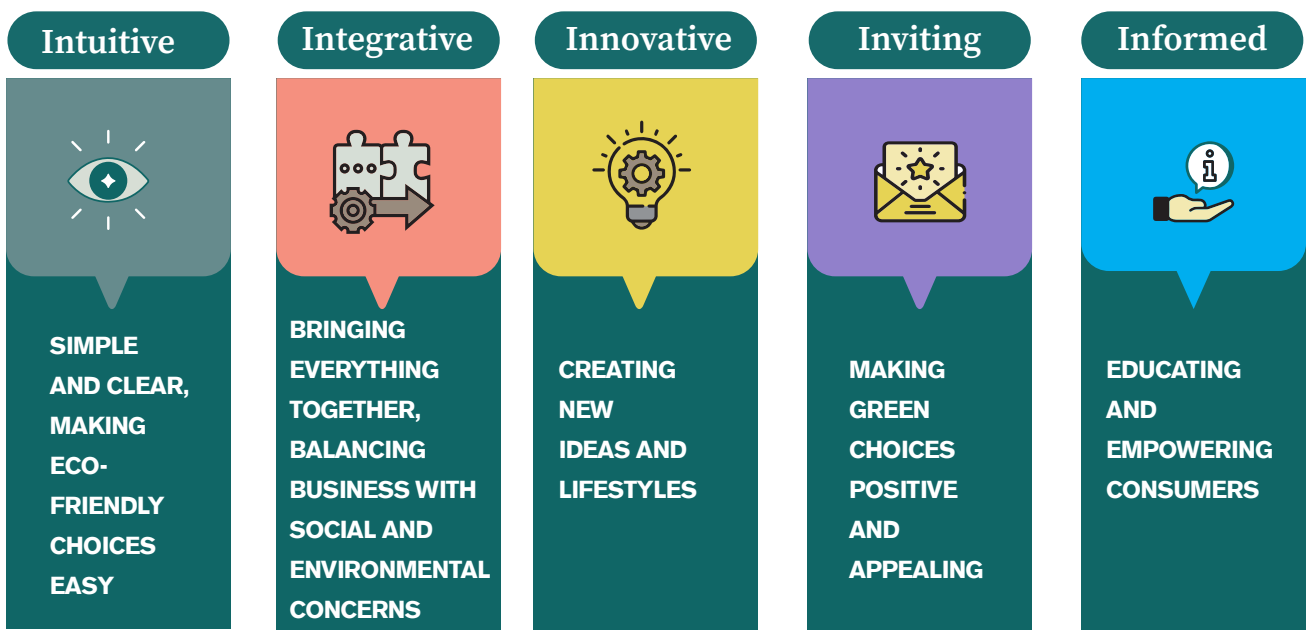 Intuitive
SIMPLE
AND CLEAR,
MAKING
ECO-
FRIENDLY
CHOICES
EASY
Integrative
BRINGING
EVERYTHING
TOGETHER,
BALANCING
BUSINESS WITH
SOCIAL AND
ENVIRONMENTAL
CONCERNS
Innovative
CREATING
NEW
IDEAS AND
LIFESTYLES
Inviting
MAKING
GREEN
CHOICES
POSITIVE
AND
APPEALING
Informed
i
EDUCATING
AND
EMPOWERING
CONSUMERS